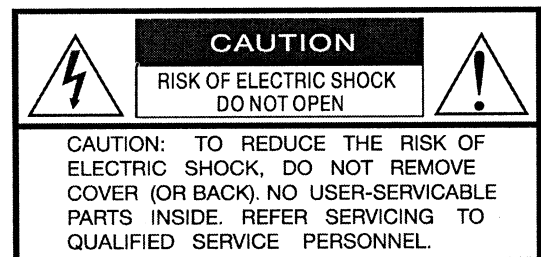 CAUTION
RISK OF ELECTRIC SHOCK
DO NOT OPEN
CAUTION: TO REDUCE THE RISK OF
ELECTRIC SHOCK, DO NOT REMOVE
COVER (OR BACK). NO USER-SERVICABLE
PARTS INSIDE. REFER SERVICING TO
QUALIFIED SERVICE PERSONNEL.